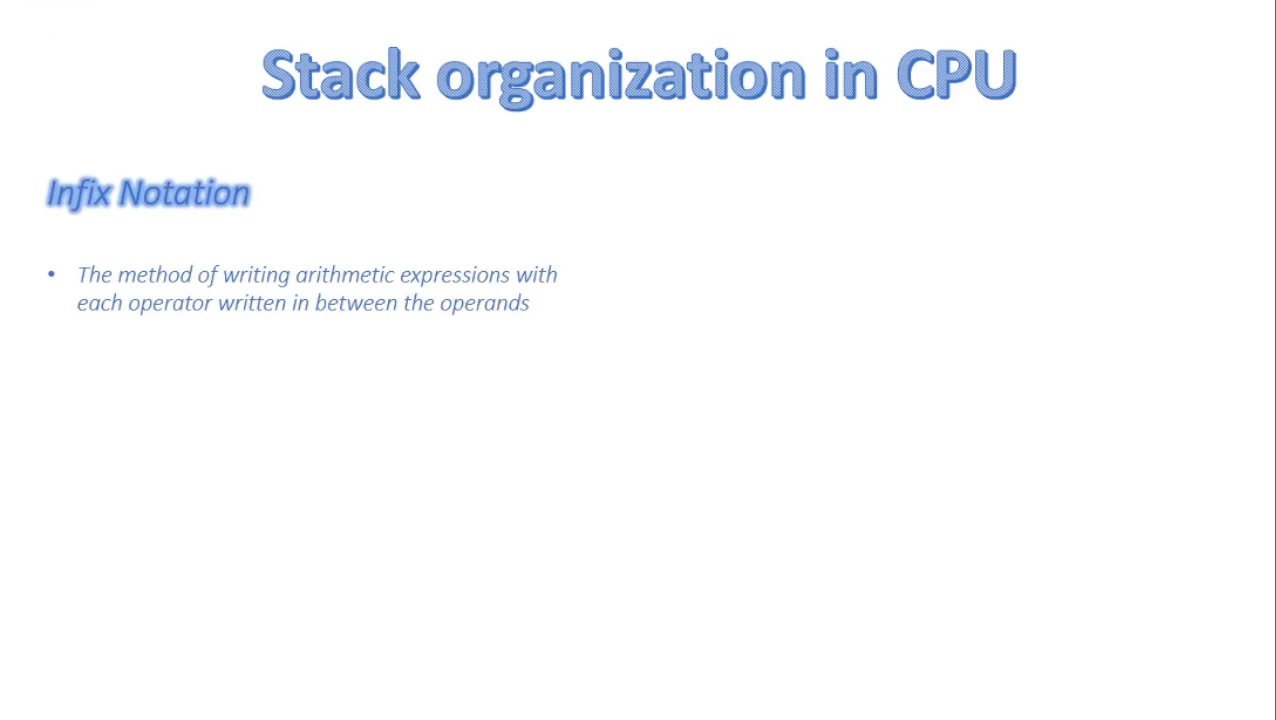 Stack organization in CPU
Infix Notation
• The method of writing arithmetic expressions with
each operator written in between the operands